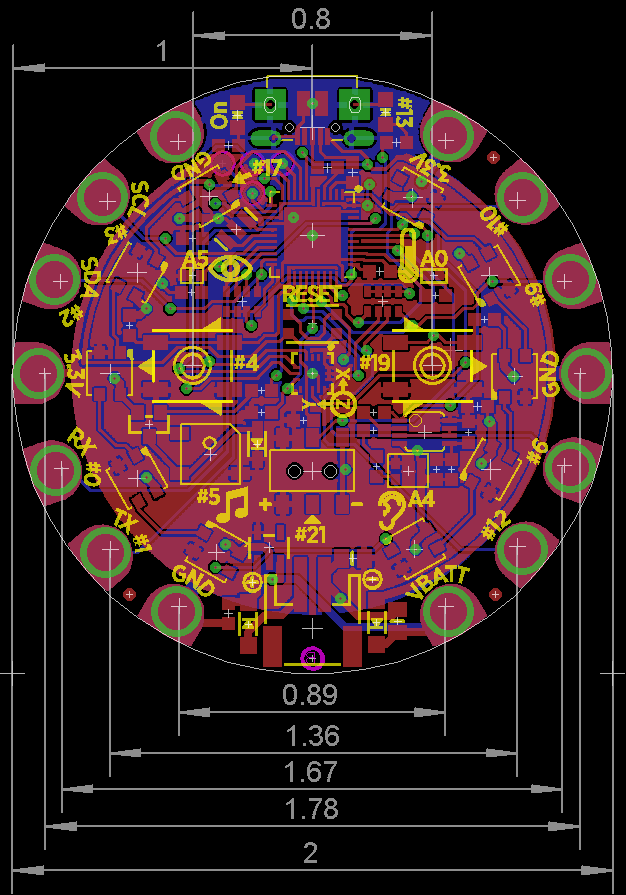 0.8
1
On
#13
GND
#17
3.3V
SCL #3
#10
A5
A0
SDA #2
#9
RESET
3.3V
#4
#19
GND
X
Y
Z
RX #0
#6
#5
A4
TX #1
+
-
#21
#12
GND
VBATT
+
0.89
1.36
1.67
1.78
2